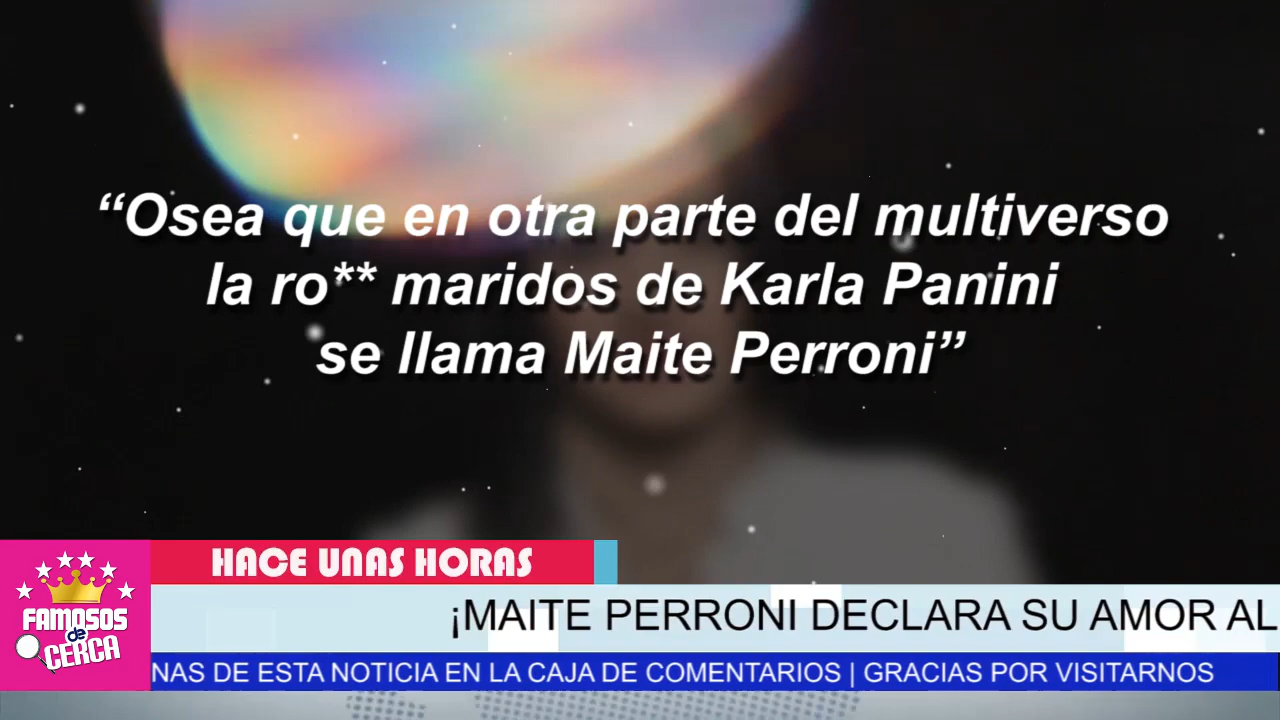 “Osea que en otra parte del multiverso
la ro** maridos de Karla Panini
se llama Maite Perroni”
HACE UNAS HORAS
FAMOSOS
de
CERCA
¡MAITE PERRONI DECLARA SU AMOR AL
NAS DE ESTA NOTICIA EN LA CAJA DE COMENTARIOS | GRACIAS POR VISITARNOS